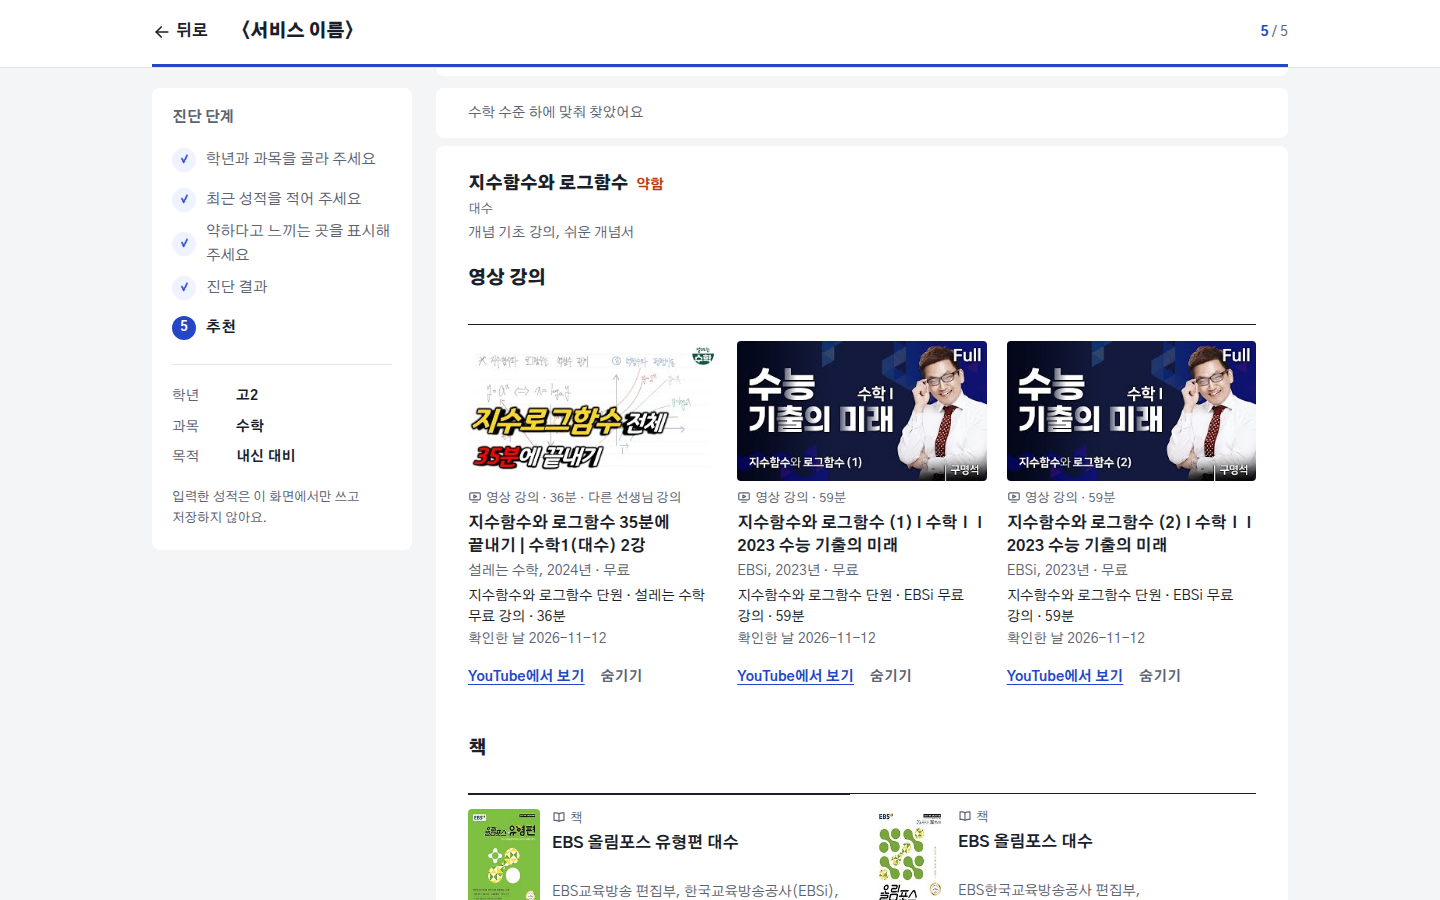 뒤로
〈서비스 이름〉
5 / 5
진단 단계
학년과 과목을 골라 주세요
최근 성적을 적어 주세요
약하다고 느끼는 곳을 표시해
주세요
진단 결과
5 추천
학년 고2
과목 수학
목적 내신 대비
입력한 성적은 이 화면에서만 쓰고
저장하지 않아요.
수학 수준 하에 맞춰 찾았어요
지수함수와 로그함수 약함
대수
개념 기초 강의, 쉬운 개념서
영상 강의
지수로그함수 전체
35분에 끝내기
영상 강의 · 36분 · 다른 선생님 강의
지수함수와 로그함수 35분에
끝내기 | 수학1(대수) 2강
설레는 수학, 2024년 · 무료
지수함수와 로그함수 단원 · 설레는 수학
무료 강의 · 36분
확인한 날 2026-11-12
YouTube에서 보기 숨기기
Full
수능
수학 I
기출의 미래
지수함수와 로그함수 (1)
구명석
영상 강의 · 59분
지수함수와 로그함수 (1) l 수학 I l
2023 수능 기출의 미래
EBSi, 2023년 · 무료
지수함수와 로그함수 단원 · EBSi 무료
강의 · 59분
확인한 날 2026-11-12
YouTube에서 보기 숨기기
Full
수능
수학 I
기출의 미래
지수함수와 로그함수 (2)
구명석
영상 강의 · 59분
지수함수와 로그함수 (2) l 수학 I l
2023 수능 기출의 미래
EBSi, 2023년 · 무료
지수함수와 로그함수 단원 · EBSi 무료
강의 · 59분
확인한 날 2026-11-12
YouTube에서 보기 숨기기
책
EBS
올림포스 유형편
책
EBS 올림포스 유형편 대수
EBS교육방송 편집부, 한국교육방송공사(EBSi),
EBS
올림포스
책
EBS 올림포스 대수
EBS한국교육방송공사 편집부,